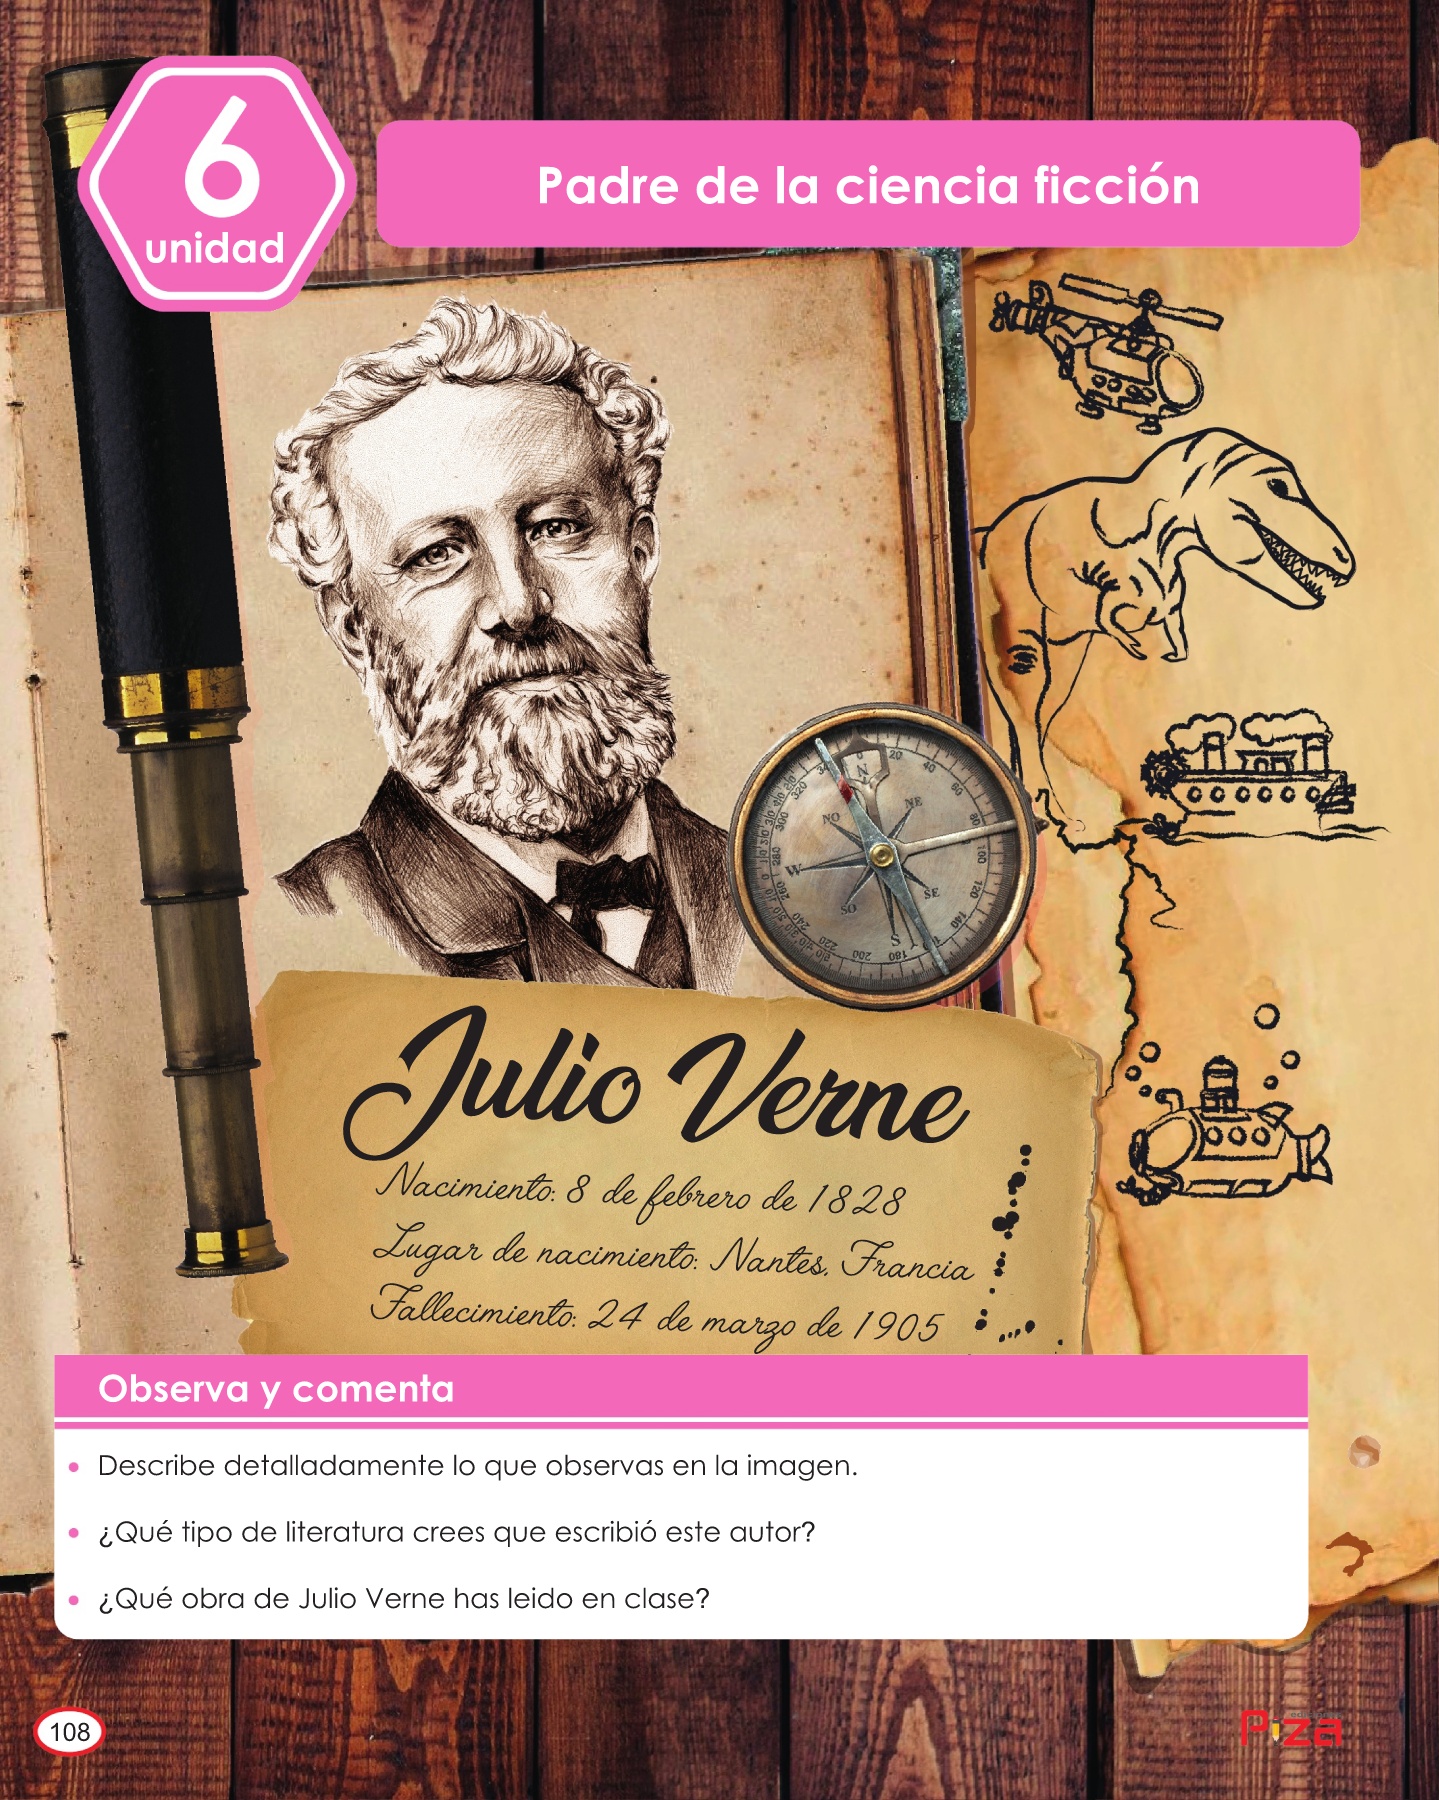 6
unidad
Padre de la ciencia ficción
Julio Verne
Nacimiento: 8 de febrero de 1828
Lugar de nacimiento: Nantes, Francia
Fallecimiento: 24 de marzo de 1905
Observa y comenta
• Describe detalladamente lo que observas en la imagen.
• ¿Qué tipo de literatura crees que escribió este autor?
• ¿Qué obra de Julio Verne has leido en clase?
108
Piza